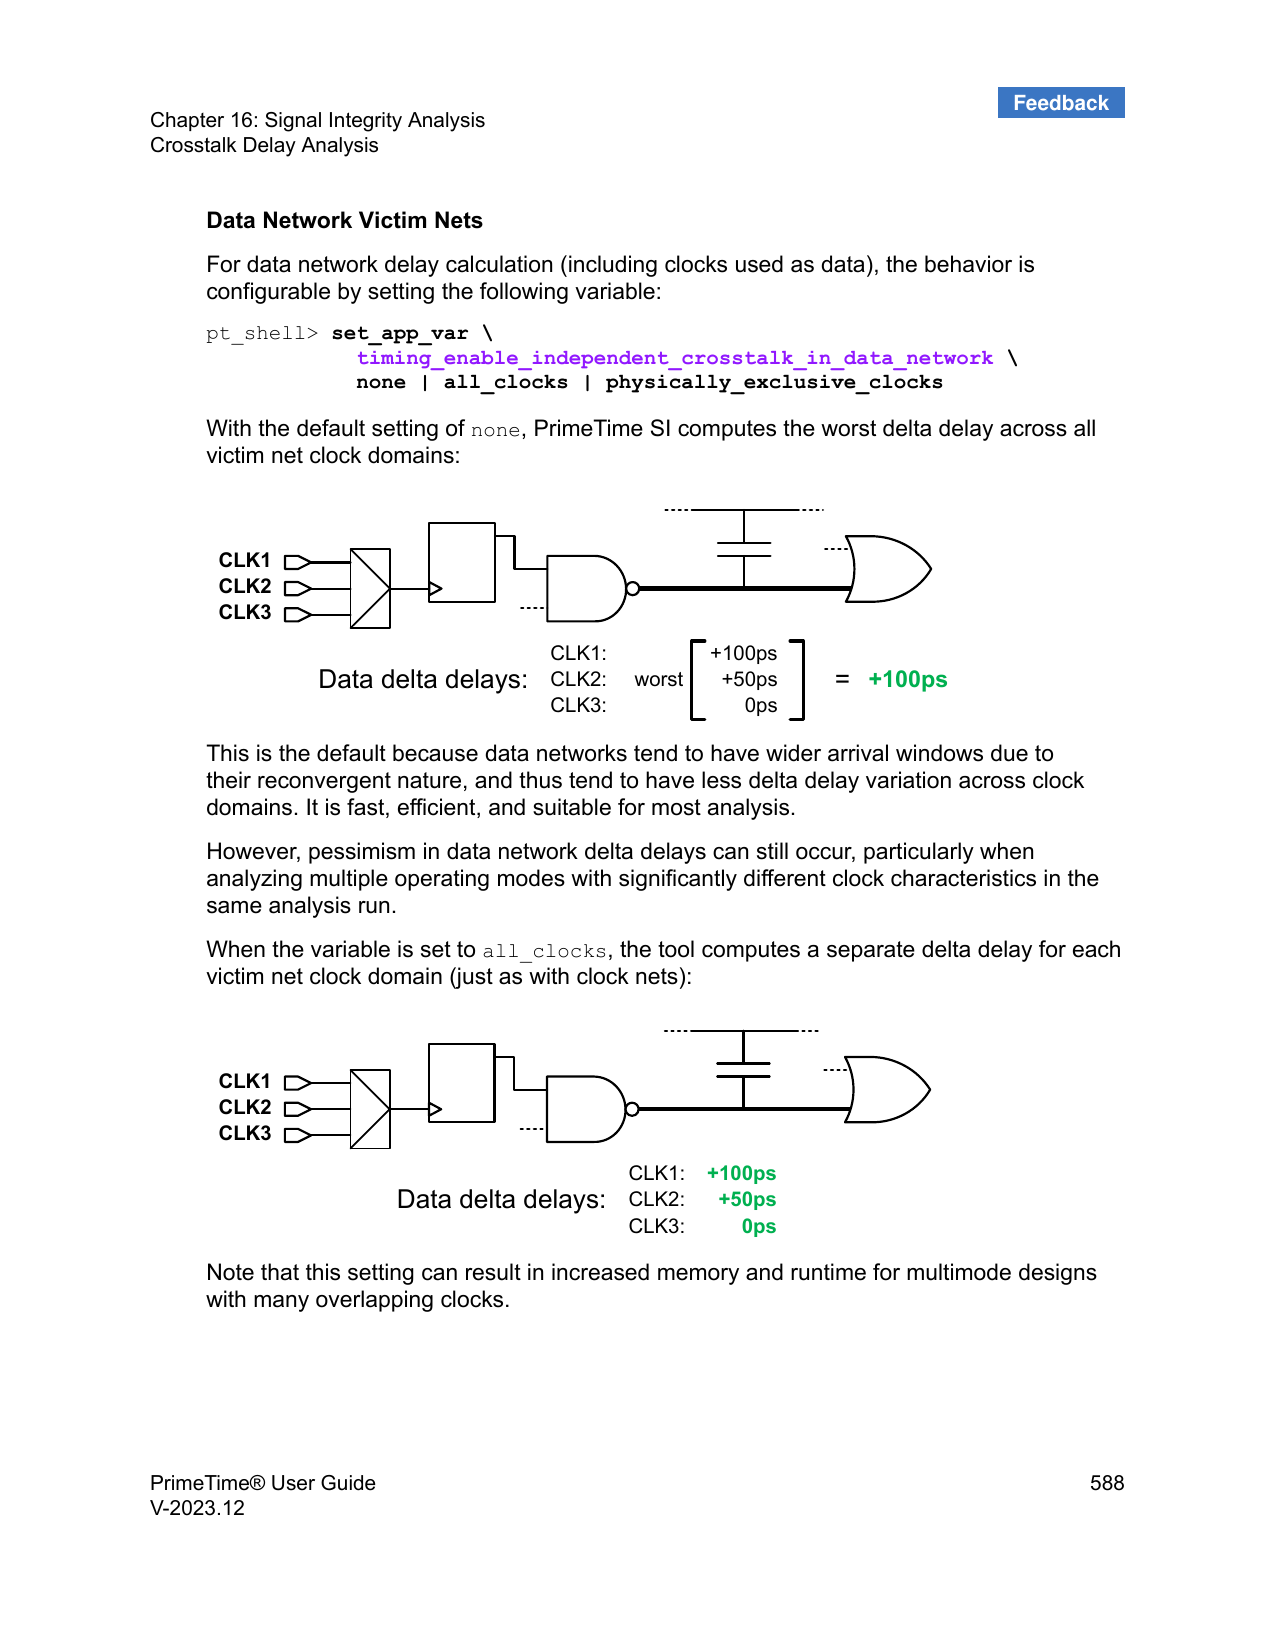 Feedback
Chapter 16: Signal Integrity Analysis
Crosstalk Delay Analysis
Data Network Victim Nets
For data network delay calculation (including clocks used as data), the behavior is
configurable by setting the following variable:
pt_shell> set_app_var \
timing_enable_independent_crosstalk_in_data_network \
none | all_clocks | physically_exclusive_clocks
With the default setting of none, PrimeTime SI computes the worst delta delay across all
victim net clock domains:
CLK1
CLK2
CLK3
CLK1: +100ps
Data delta delays: CLK2: worst +50ps = +100ps
CLK3: 0ps
This is the default because data networks tend to have wider arrival windows due to
their reconvergent nature, and thus tend to have less delta delay variation across clock
domains. It is fast, efficient, and suitable for most analysis.
However, pessimism in data network delta delays can still occur, particularly when
analyzing multiple operating modes with significantly different clock characteristics in the
same analysis run.
When the variable is set to all_clocks, the tool computes a separate delta delay for each
victim net clock domain (just as with clock nets):
CLK1
CLK2
CLK3
CLK1: +100ps
Data delta delays: CLK2: +50ps
CLK3: 0ps
Note that this setting can result in increased memory and runtime for multimode designs
with many overlapping clocks.
PrimeTime® User Guide 588
V-2023.12